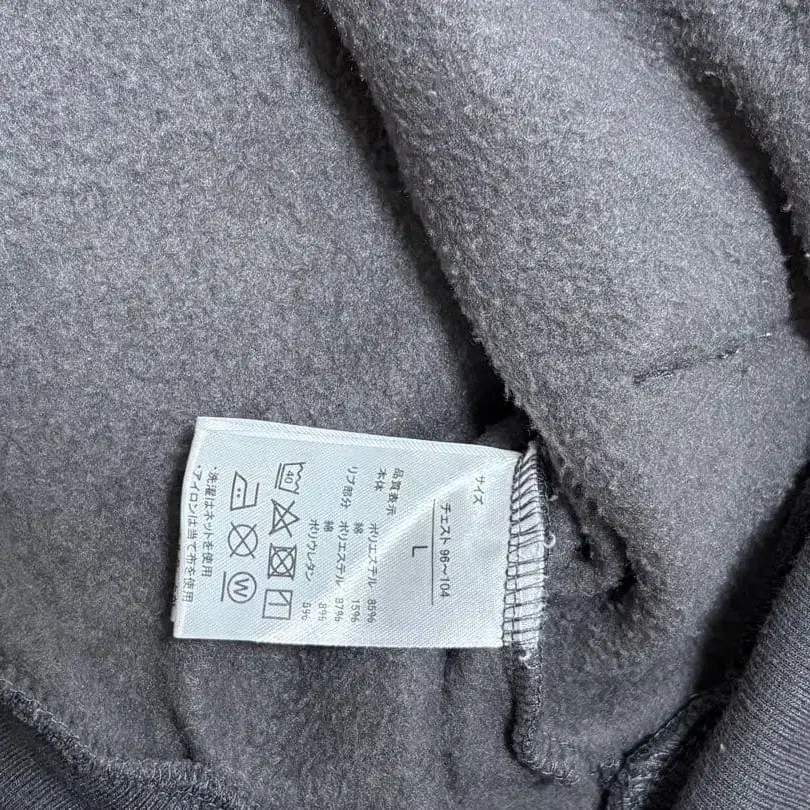 サイズ
チェスト 96~104
L
品質表示
本体 ポリエステル 85%
綿 15%
リブ部分 ポリエステル 87%
綿 8%
ポリウレタン 5%
40
W
・洗濯はネットを使用
・アイロンは当て布を使用